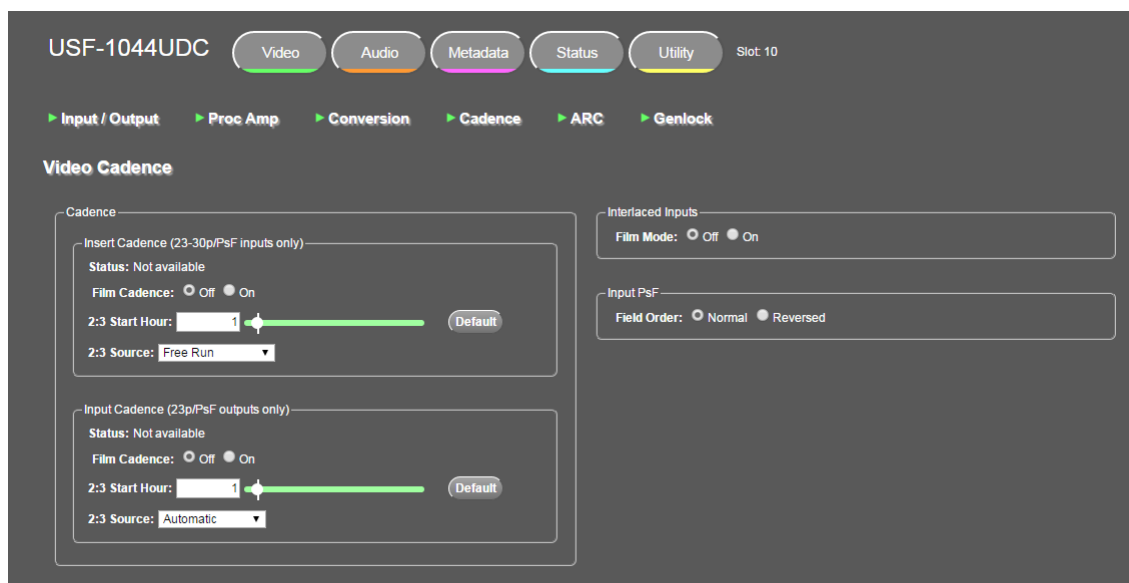 USF-1044UDC Video Audio Metadata Status Utility Slot: 10
Input / Output Proc Amp Conversion Cadence ARC Genlock
Video Cadence
Cadence
Insert Cadence (23-30p/PsF inputs only)
Status: Not available
Film Cadence: Off On
2:3 Start Hour: 1 Default
2:3 Source: Free Run
Input Cadence (23p/PsF outputs only)
Status: Not available
Film Cadence: Off On
2:3 Start Hour: 1 Default
2:3 Source: Automatic
Interlaced Inputs
Film Mode: Off On
Input PsF
Field Order: Normal Reversed